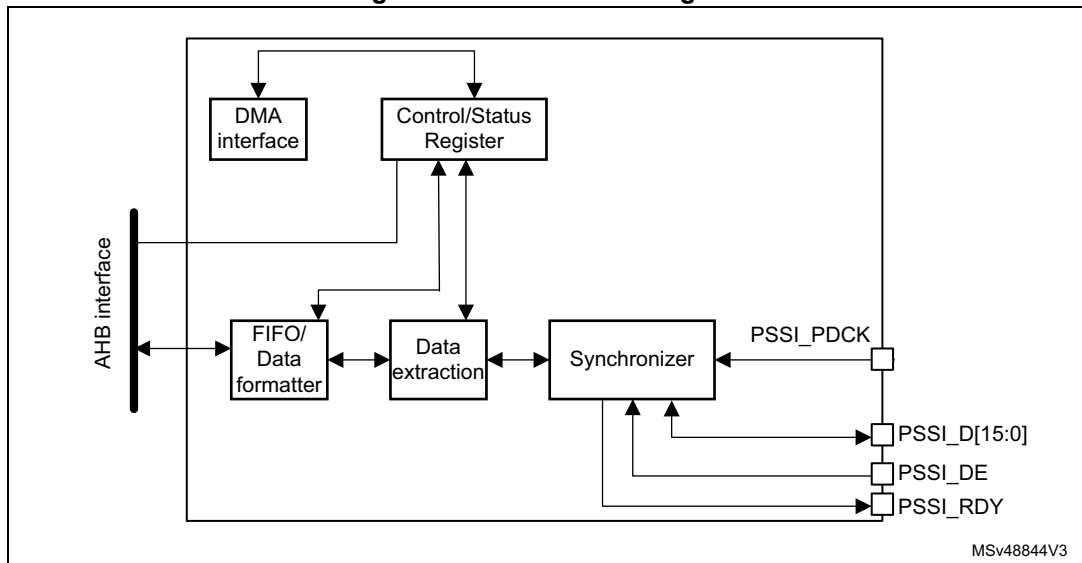 DMA
interface
Control/Status
Register
AHB interface
FIFO/
Data
formatter
Data
extraction
Synchronizer
PSSI_PDCK
PSSI_D[15:0]
PSSI_DE
PSSI_RDY
MSv48844V3